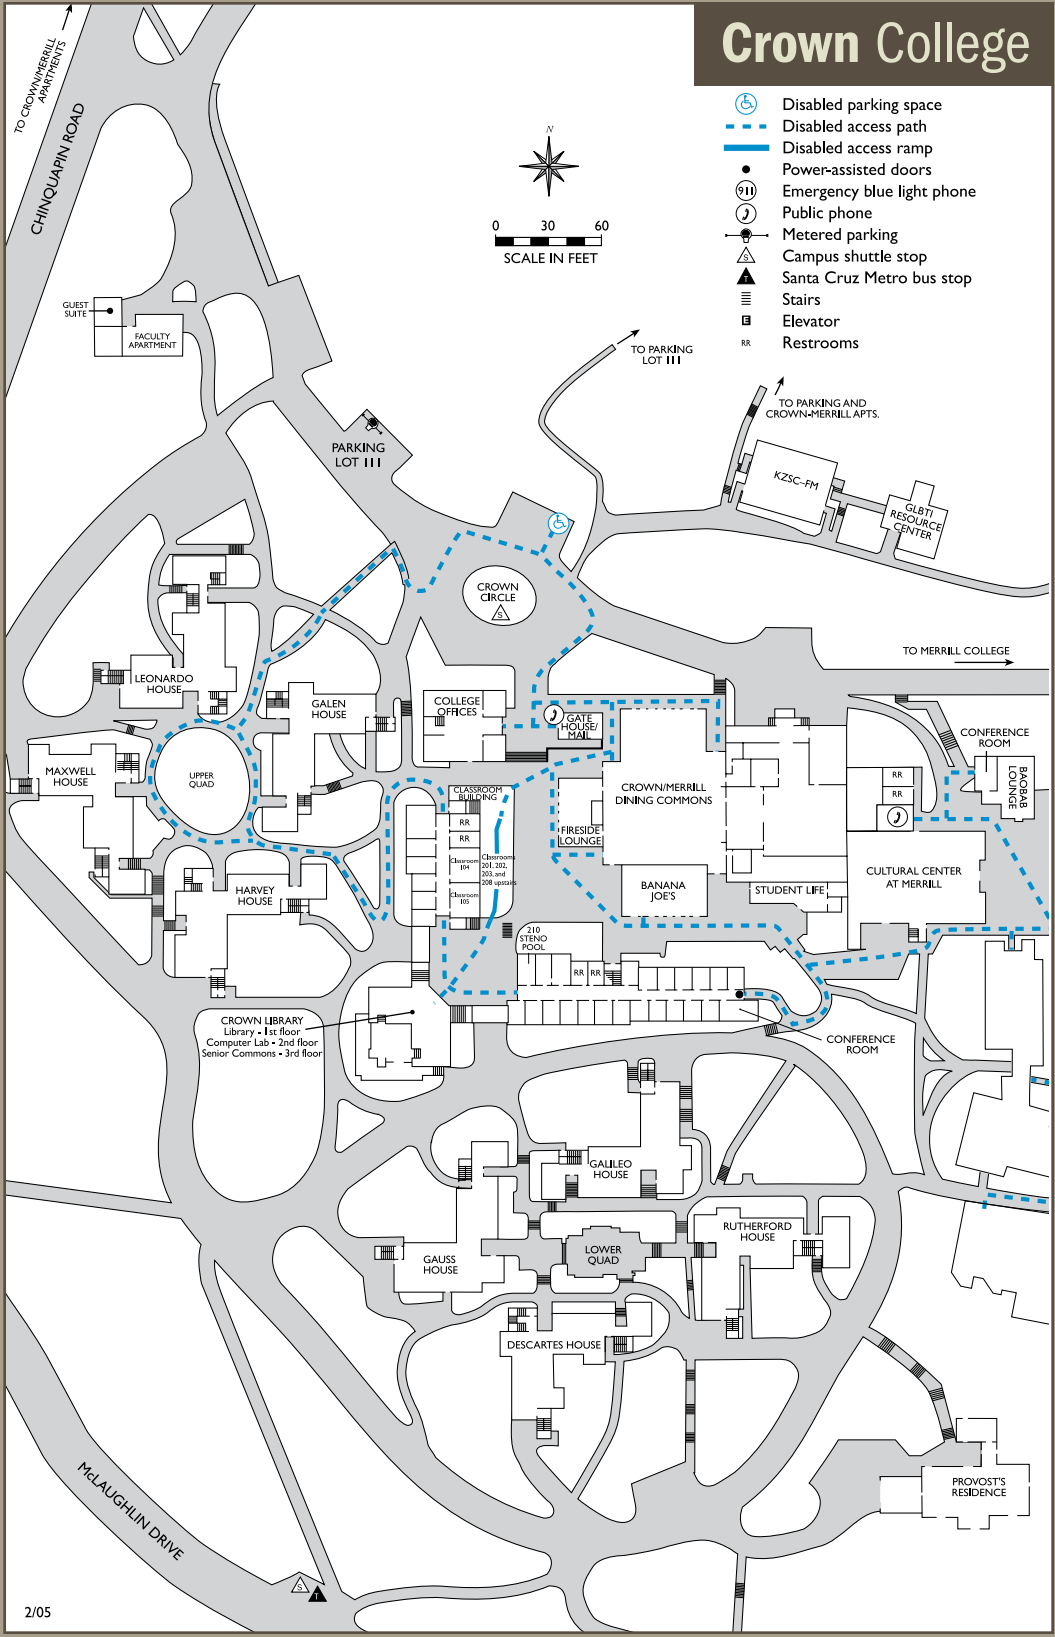 Crown College
Disabled parking space
Disabled access path
Disabled access ramp
Power-assisted doors
911
Emergency blue light phone
Public phone
Metered parking
S
Campus shuttle stop
T
Santa Cruz Metro bus stop
Stairs
E
Elevator
RR
Restrooms
N
0 30 60
SCALE IN FEET
TO CROWN/MERRILL
APARTMENTS
CHINQUAPIN ROAD
GUEST
SUITE
FACULTY
APARTMENT
TO PARKING
LOT 111
TO PARKING AND
CROWN-MERRILL APTS.
PARKING
LOT 111
KZSC–FM
GLBTI
RESOURCE
CENTER
CROWN
CIRCLE
S
TO MERRILL COLLEGE
LEONARDO
HOUSE
GALEN
HOUSE
COLLEGE
OFFICES
GATE
HOUSE/
MAIL
CONFERENCE
ROOM
BAOBAB
LOUNGE
MAXWELL
HOUSE
UPPER
QUAD
CLASSROOM
BUILDING
RR
RR
Classroom
104
Classroom
105
Classrooms
201, 202,
203, and
208 upstairs
CROWN/MERRILL
DINING COMMONS
FIRESIDE
LOUNGE
RR
RR
HARVEY
HOUSE
BANANA
JOE'S
STUDENT LIFE
CULTURAL CENTER
AT MERRILL
210
STENO
POOL
RR RR
CROWN LIBRARY
Library - 1st floor
Computer Lab - 2nd floor
Senior Commons - 3rd floor
CONFERENCE
ROOM
GALILEO
HOUSE
RUTHERFORD
HOUSE
GAUSS
HOUSE
LOWER
QUAD
DESCARTES HOUSE
PROVOST'S
RESIDENCE
McLAUGHLIN DRIVE
S
T
2/05